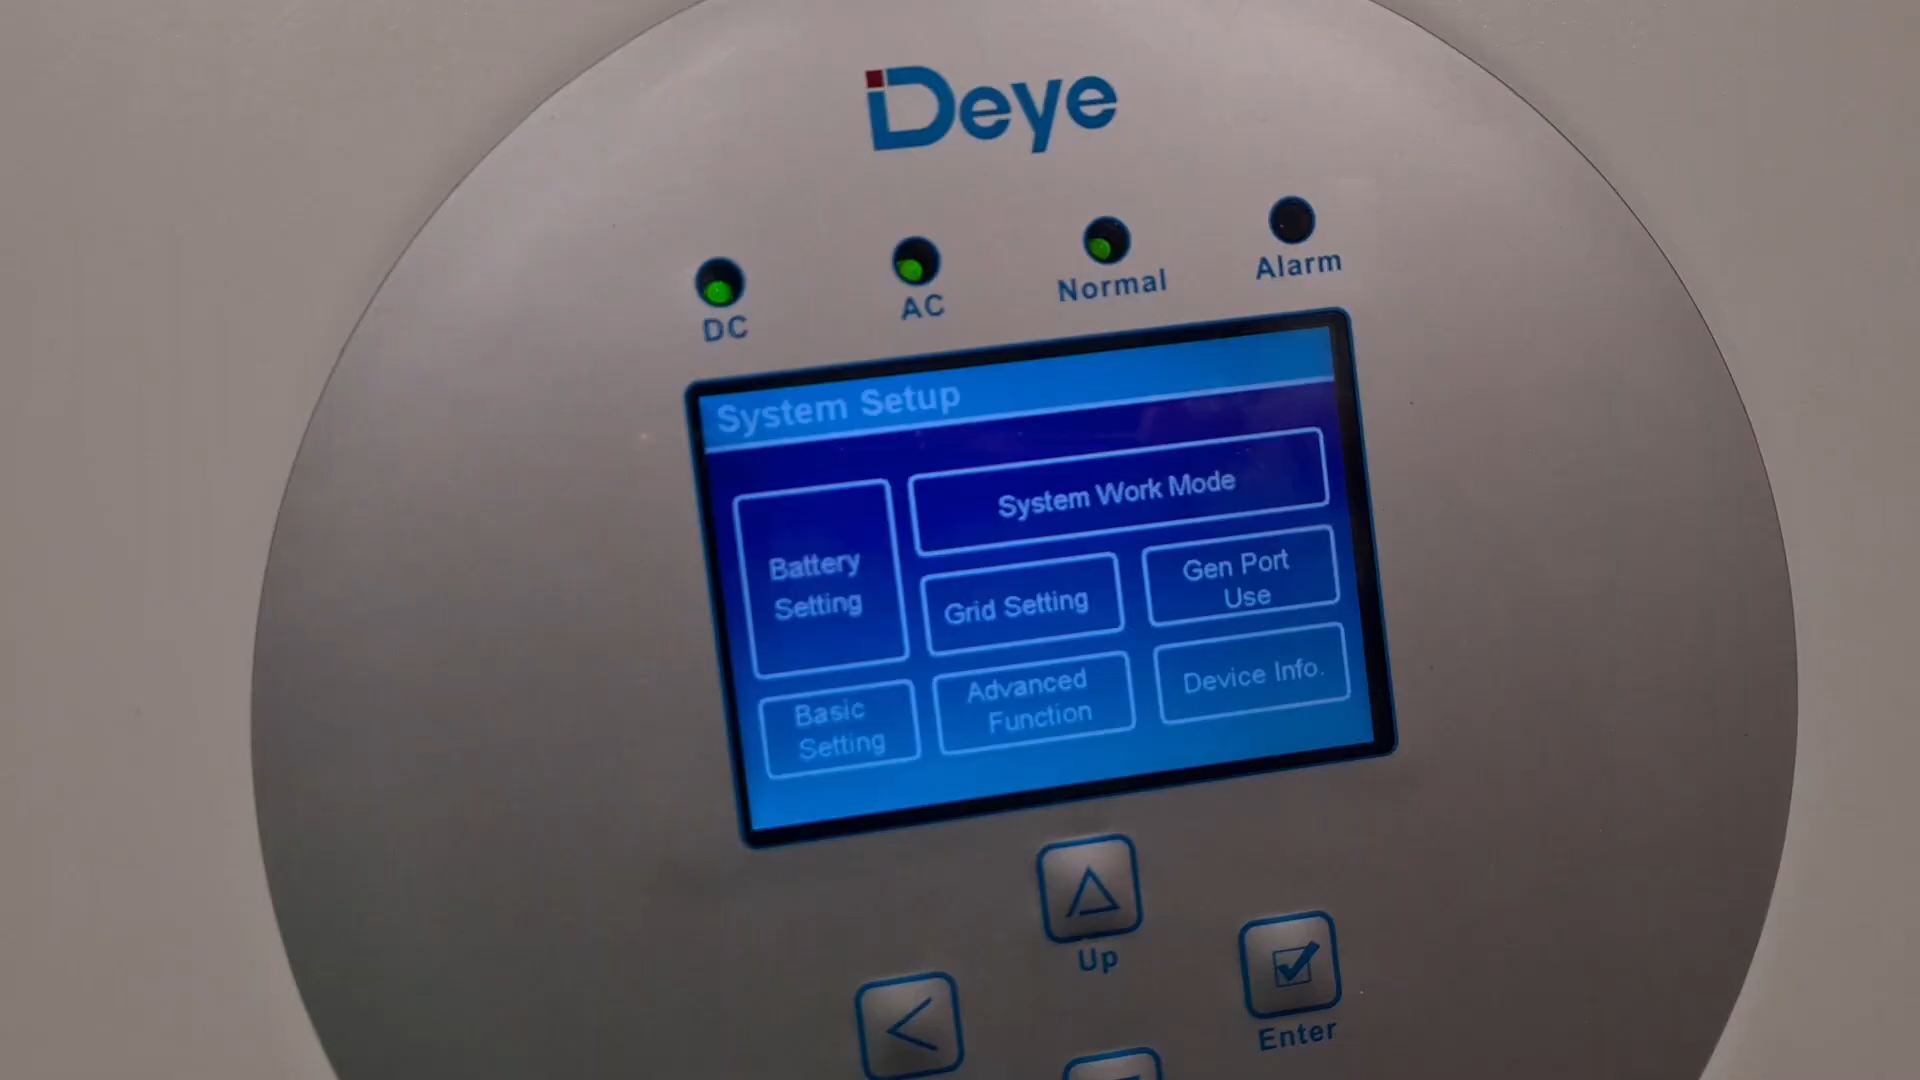 Deye
DC
AC
Normal
Alarm
System Setup
Battery
Setting
System Work Mode
Grid Setting
Gen Port
Use
Basic
Setting
Advanced
Function
Device Info.
Up
Enter